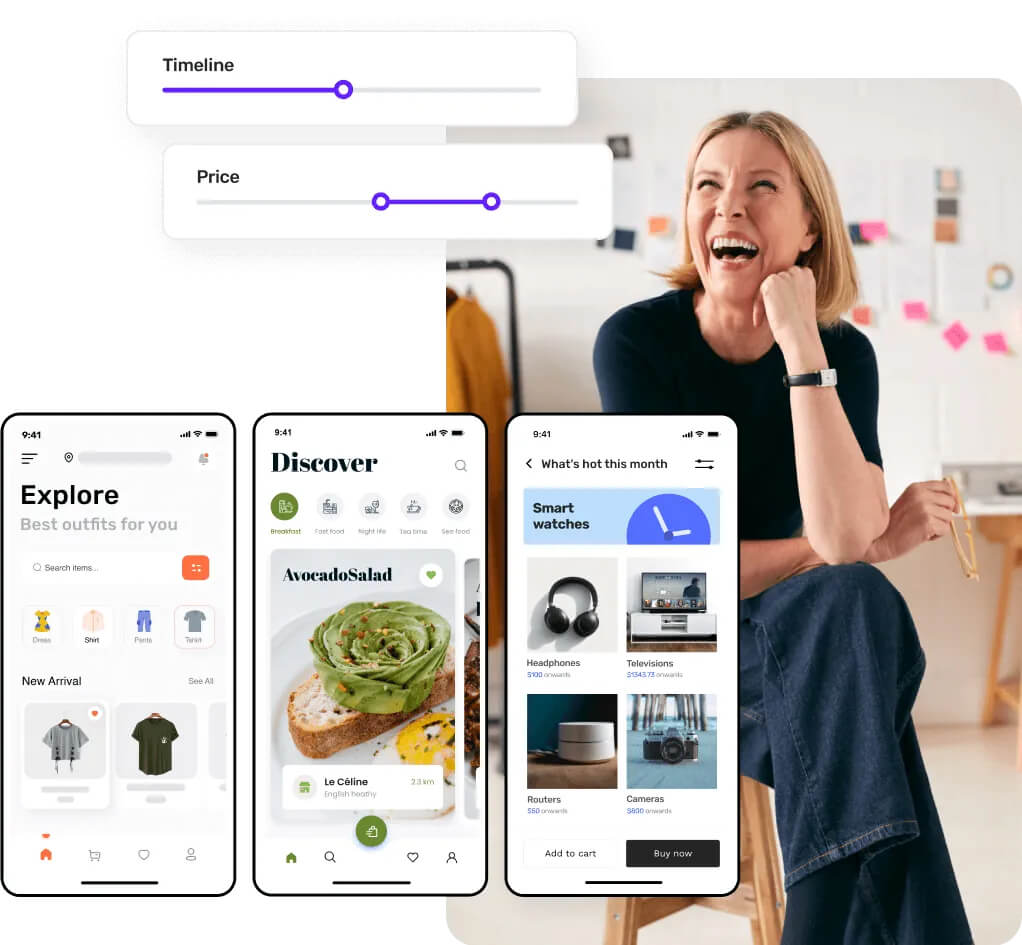 Timeline
Price
9:41
Explore
Best outfits for you
Search items...
Dress
Shirt
Pents
Tshirt
New Arrival
See All
9:41
Discover
Breakfast
Fast food
Night life
Tea time
See food
AvocadoSalad
Le Céline
English heathy
2.3 km
9:41
What's hot this month
Smart
watches
Headphones
$100 onwards
Televisions
$1343.73 onwards
Routers
$50 onwards
Cameras
$600 onwards
Add to cart
Buy now